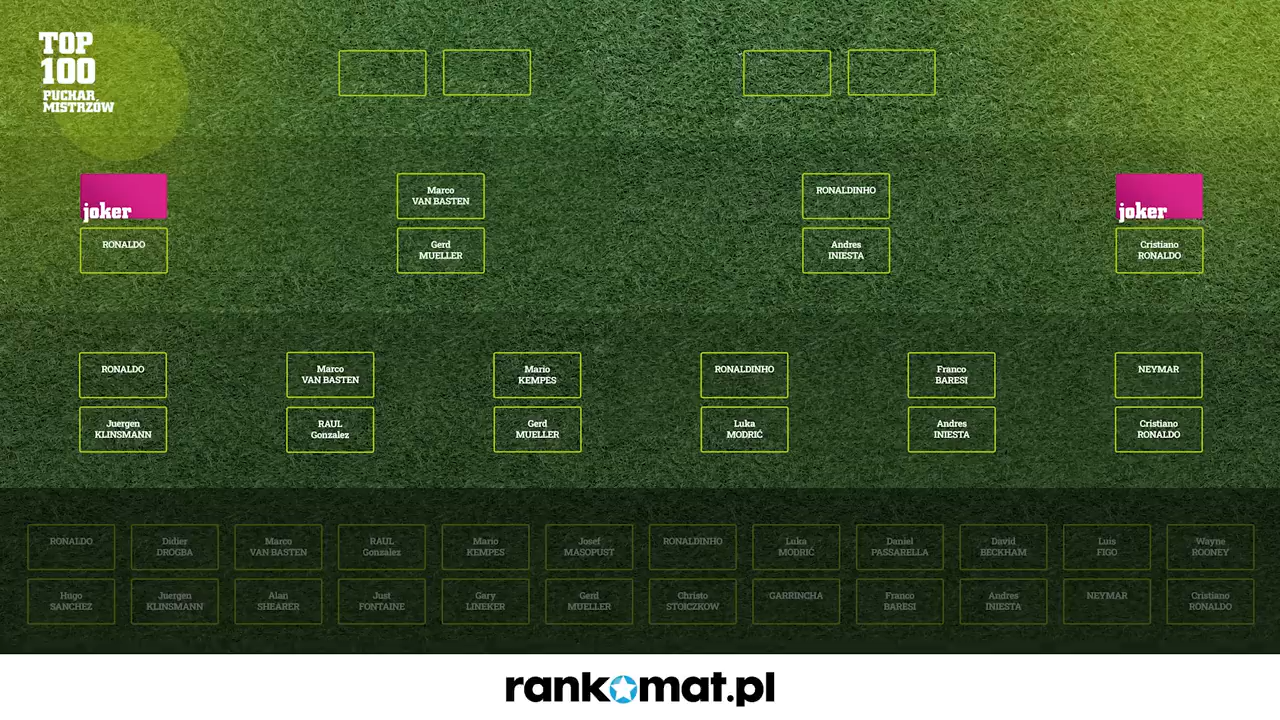 TOP
100
PUCHAR
MISTRZÓW
joker
Marco
VAN BASTEN
RONALDINHO
joker
RONALDO
Gerd
MUELLER
Andres
INIESTA
Cristiano
RONALDO
RONALDO
Marco
VAN BASTEN
Mario
KEMPES
RONALDINHO
Franco
BARESI
NEYMAR
Juergen
KLINSMANN
RAUL
Gonzalez
Gerd
MUELLER
Luka
MODRIĆ
Andres
INIESTA
Cristiano
RONALDO
RONALDO
Didier
DROGBA
Marco
VAN BASTEN
RAUL
Gonzalez
Mario
KEMPES
Josef
MASOPUST
RONALDINHO
Luka
MODRIĆ
Daniel
PASSARELLA
David
BECKHAM
Luis
FIGO
Wayne
ROONEY
Hugo
SANCHEZ
Juergen
KLINSMANN
Alan
SHEARER
Just
FONTAINE
Gary
LINEKER
Gerd
MUELLER
Christo
STOICZKOW
GARRINCHA
Franco
BARESI
Andres
INIESTA
NEYMAR
Cristiano
RONALDO
rankomat.pl